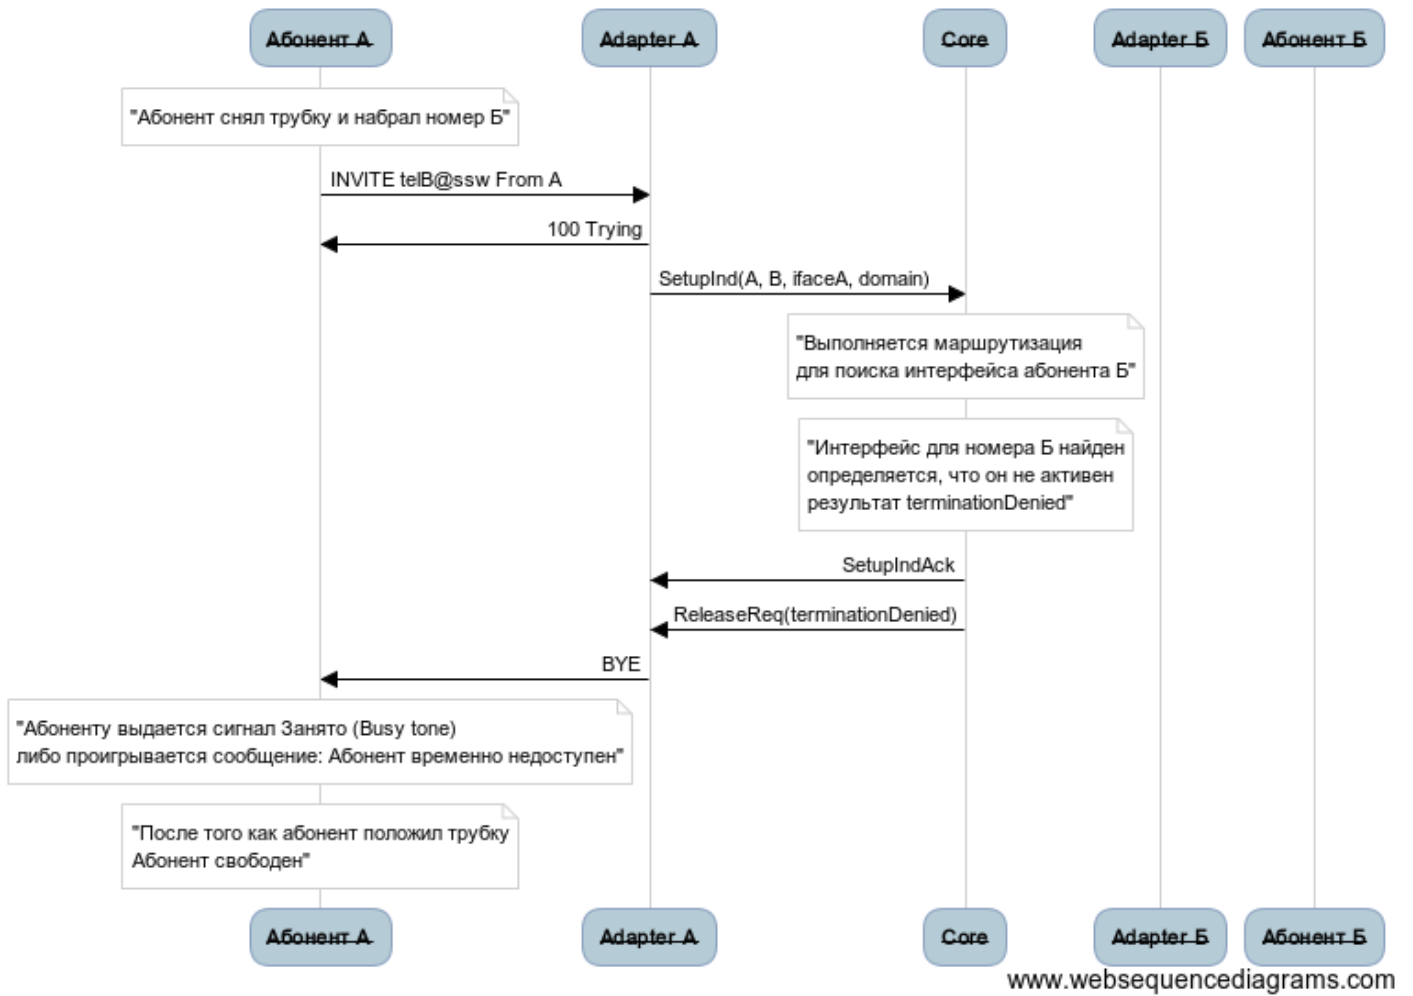 Абонент А
Adapter А
Core
Adapter Б
Абонент Б
"Абонент снял трубку и набрал номер Б"
INVITE telB@ssw From A
100 Trying
SetupInd(A, B, ifaceA, domain)
"Выполняется маршрутизация
для поиска интерфейса абонента Б"
"Интерфейс для номера Б найден
определяется, что он не активен
результат terminationDenied"
SetupIndAck
ReleaseReq(terminationDenied)
BYE
"Абоненту выдается сигнал Занято (Busy tone)
либо проигрывается сообщение: Абонент временно недоступен"
"После того как абонент положил трубку
Абонент свободен"
Абонент А
Adapter А
Core
Adapter Б
Абонент Б
www.websequencediagrams.com